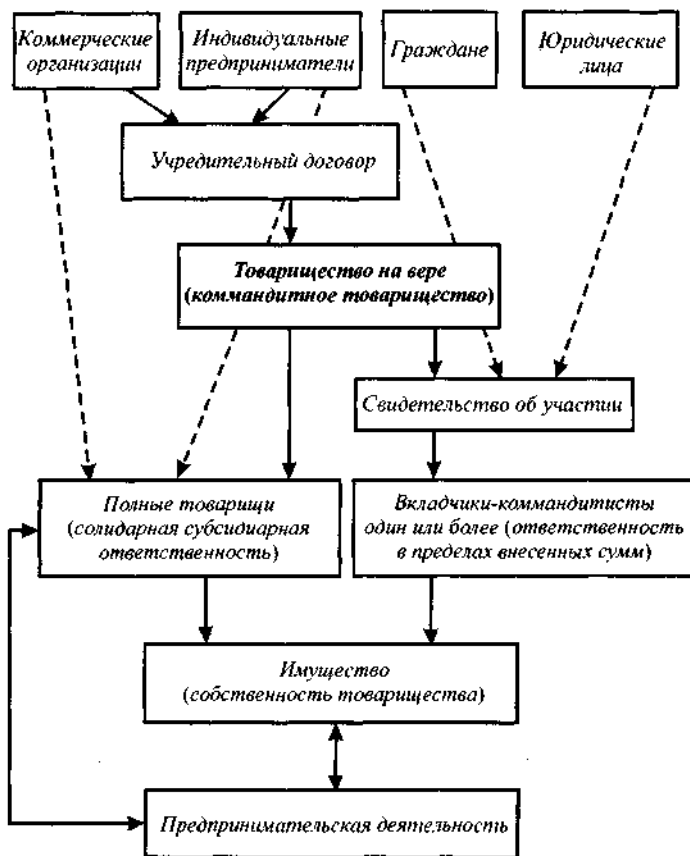 Коммерческие
организации
Индивидуальные
предприниматели
Граждане
Юридические
лица
Учредительный договор
Товарищество на вере
(коммандитное товарищество)
Свидетельство об участии
Полные товарищи
(солидарная субсидиарная
ответственность)
Вкладчики-коммандитисты
один или более (ответственность
в пределах внесенных сумм)
Имущество
(собственность товарищества)
Предпринимательская деятельность